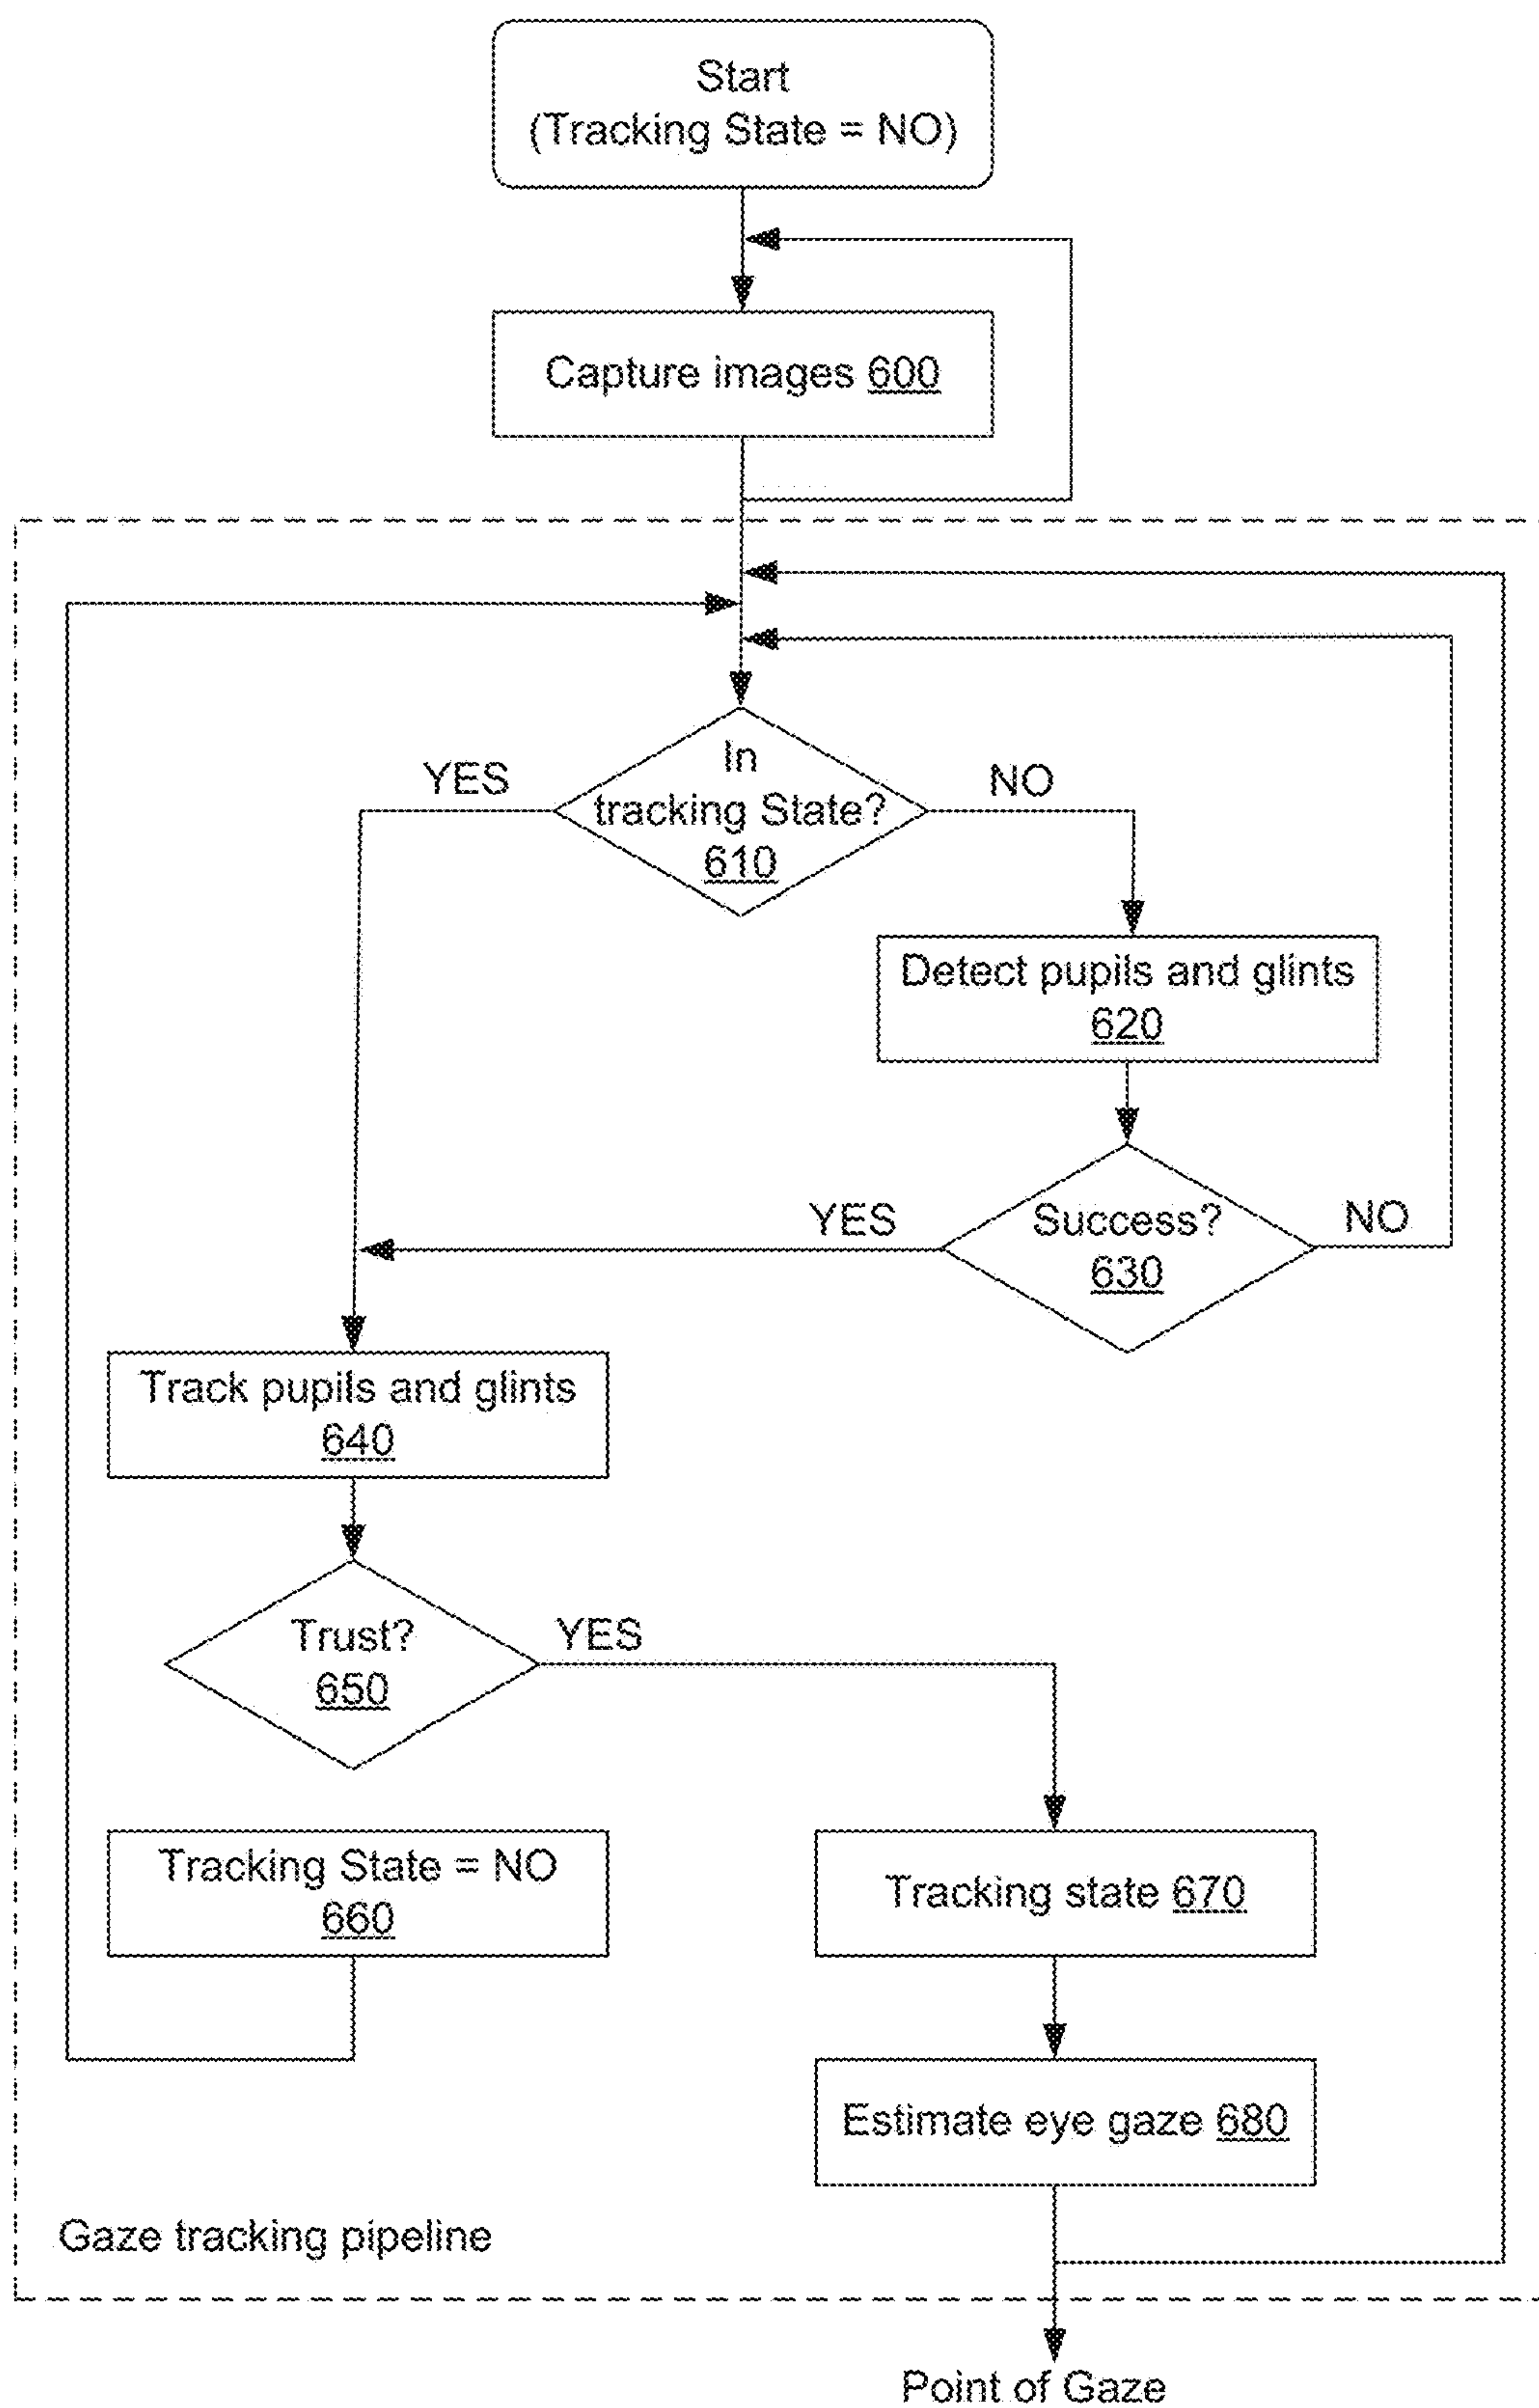 Start
(Tracking State = NO)
Capture images 600
In
tracking State?
610
YES
NO
Detect pupils and glints
620
Success?
630
YES
NO
Track pupils and glints
640
Trust?
650
YES
Tracking State = NO
660
Tracking state 670
Estimate eye gaze 680
Gaze tracking pipeline
Point of Gaze